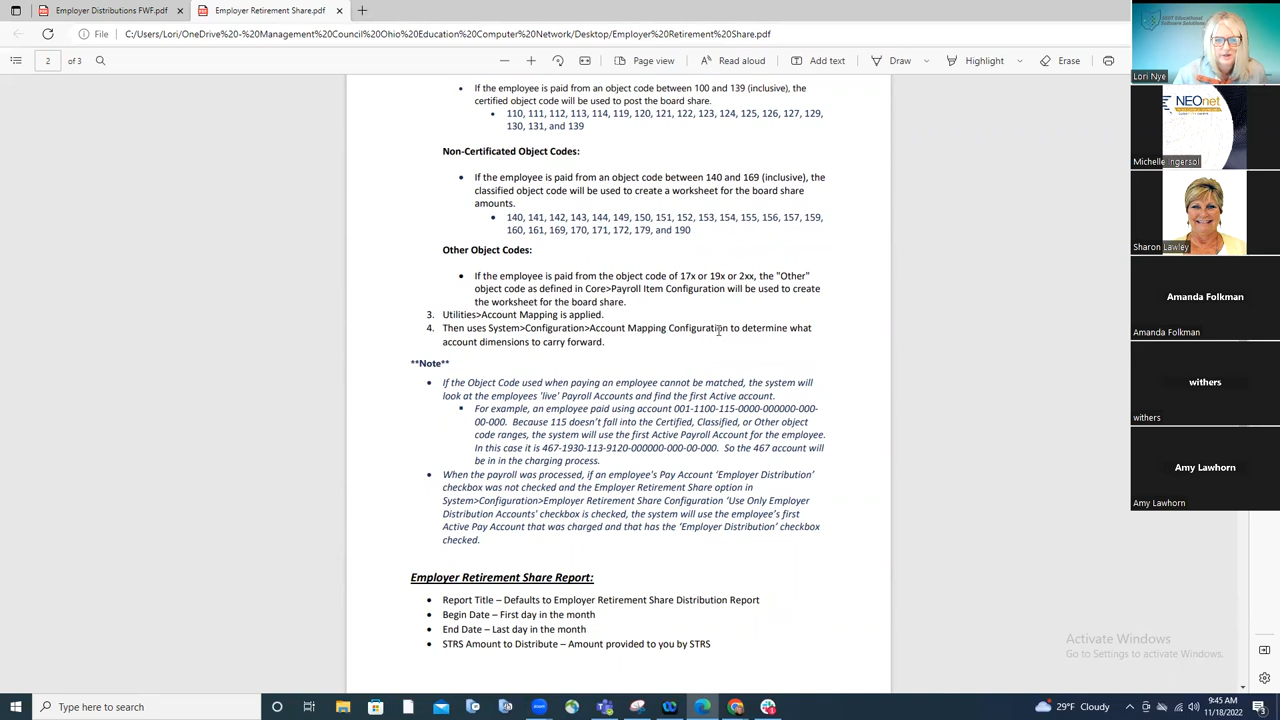 Employer Distributions FWF.pdf
Employer Retirement Share.pdf
File
C:/Users/Lori/OneDrive%20-%20Management%20Council%20Ohio%20Education%20Computer%20Network/Desktop/Employer%20Retirement%20Share.pdf
2 of 3
Page view
Read aloud
Add text
Draw
Highlight
Erase
• If the employee is paid from an object code between 100 and 139 (inclusive), the
certified object code will be used to post the board share.
▪ 110, 111, 112, 113, 114, 119, 120, 121, 122, 123, 124, 125, 126, 127, 129,
130, 131, and 139
Non-Certificated Object Codes:
• If the employee is paid from an object code between 140 and 169 (inclusive), the
classified object code will be used to create a worksheet for the board share
amounts.
▪ 140, 141, 142, 143, 144, 149, 150, 151, 152, 153, 154, 155, 156, 157, 159,
160, 161, 169, 170, 171, 172, 179, and 190
Other Object Codes:
• If the employee is paid from the object code of 17x or 19x or 2xx, the "Other"
object code as defined in Core>Payroll Item Configuration will be used to create
the worksheet for the board share.
3. Utilities>Account Mapping is applied.
4. Then uses System>Configuration>Account Mapping Configuration to determine what
account dimensions to carry forward.
**Note**
• If the Object Code used when paying an employee cannot be matched, the system will
look at the employees 'live' Payroll Accounts and find the first Active account.
▪ For example, an employee paid using account 001-1100-115-0000-000000-000-
00-000. Because 115 doesn't fall into the Certified, Classified, or Other object
code ranges, the system will use the first Active Payroll Account for the employee.
In this case it is 467-1930-113-9120-000000-000-00-000. So the 467 account will
be in in the charging process.
• When the payroll was processed, if an employee's Pay Account 'Employer Distribution'
checkbox was not checked and the Employer Retirement Share option in
System>Configuration>Employer Retirement Share Configuration 'Use Only Employer
Distribution Accounts' checkbox is checked, the system will use the employee's first
Active Pay Account that was charged and that has the 'Employer Distribution' checkbox
checked.
Employer Retirement Share Report:
• Report Title – Defaults to Employer Retirement Share Distribution Report
• Begin Date – First day in the month
• End Date – Last day in the month
• STRS Amount to Distribute – Amount provided to you by STRS
Lori Nye
NEOnet
Michelle Ingersol
Sharon Lawley
Amanda Folkman
Amanda Folkman
withers
withers
Amy Lawhorn
Amy Lawhorn
Activate Windows
Go to Settings to activate Windows.
Type here to search
29°F Cloudy
9:45 AM
11/18/2022